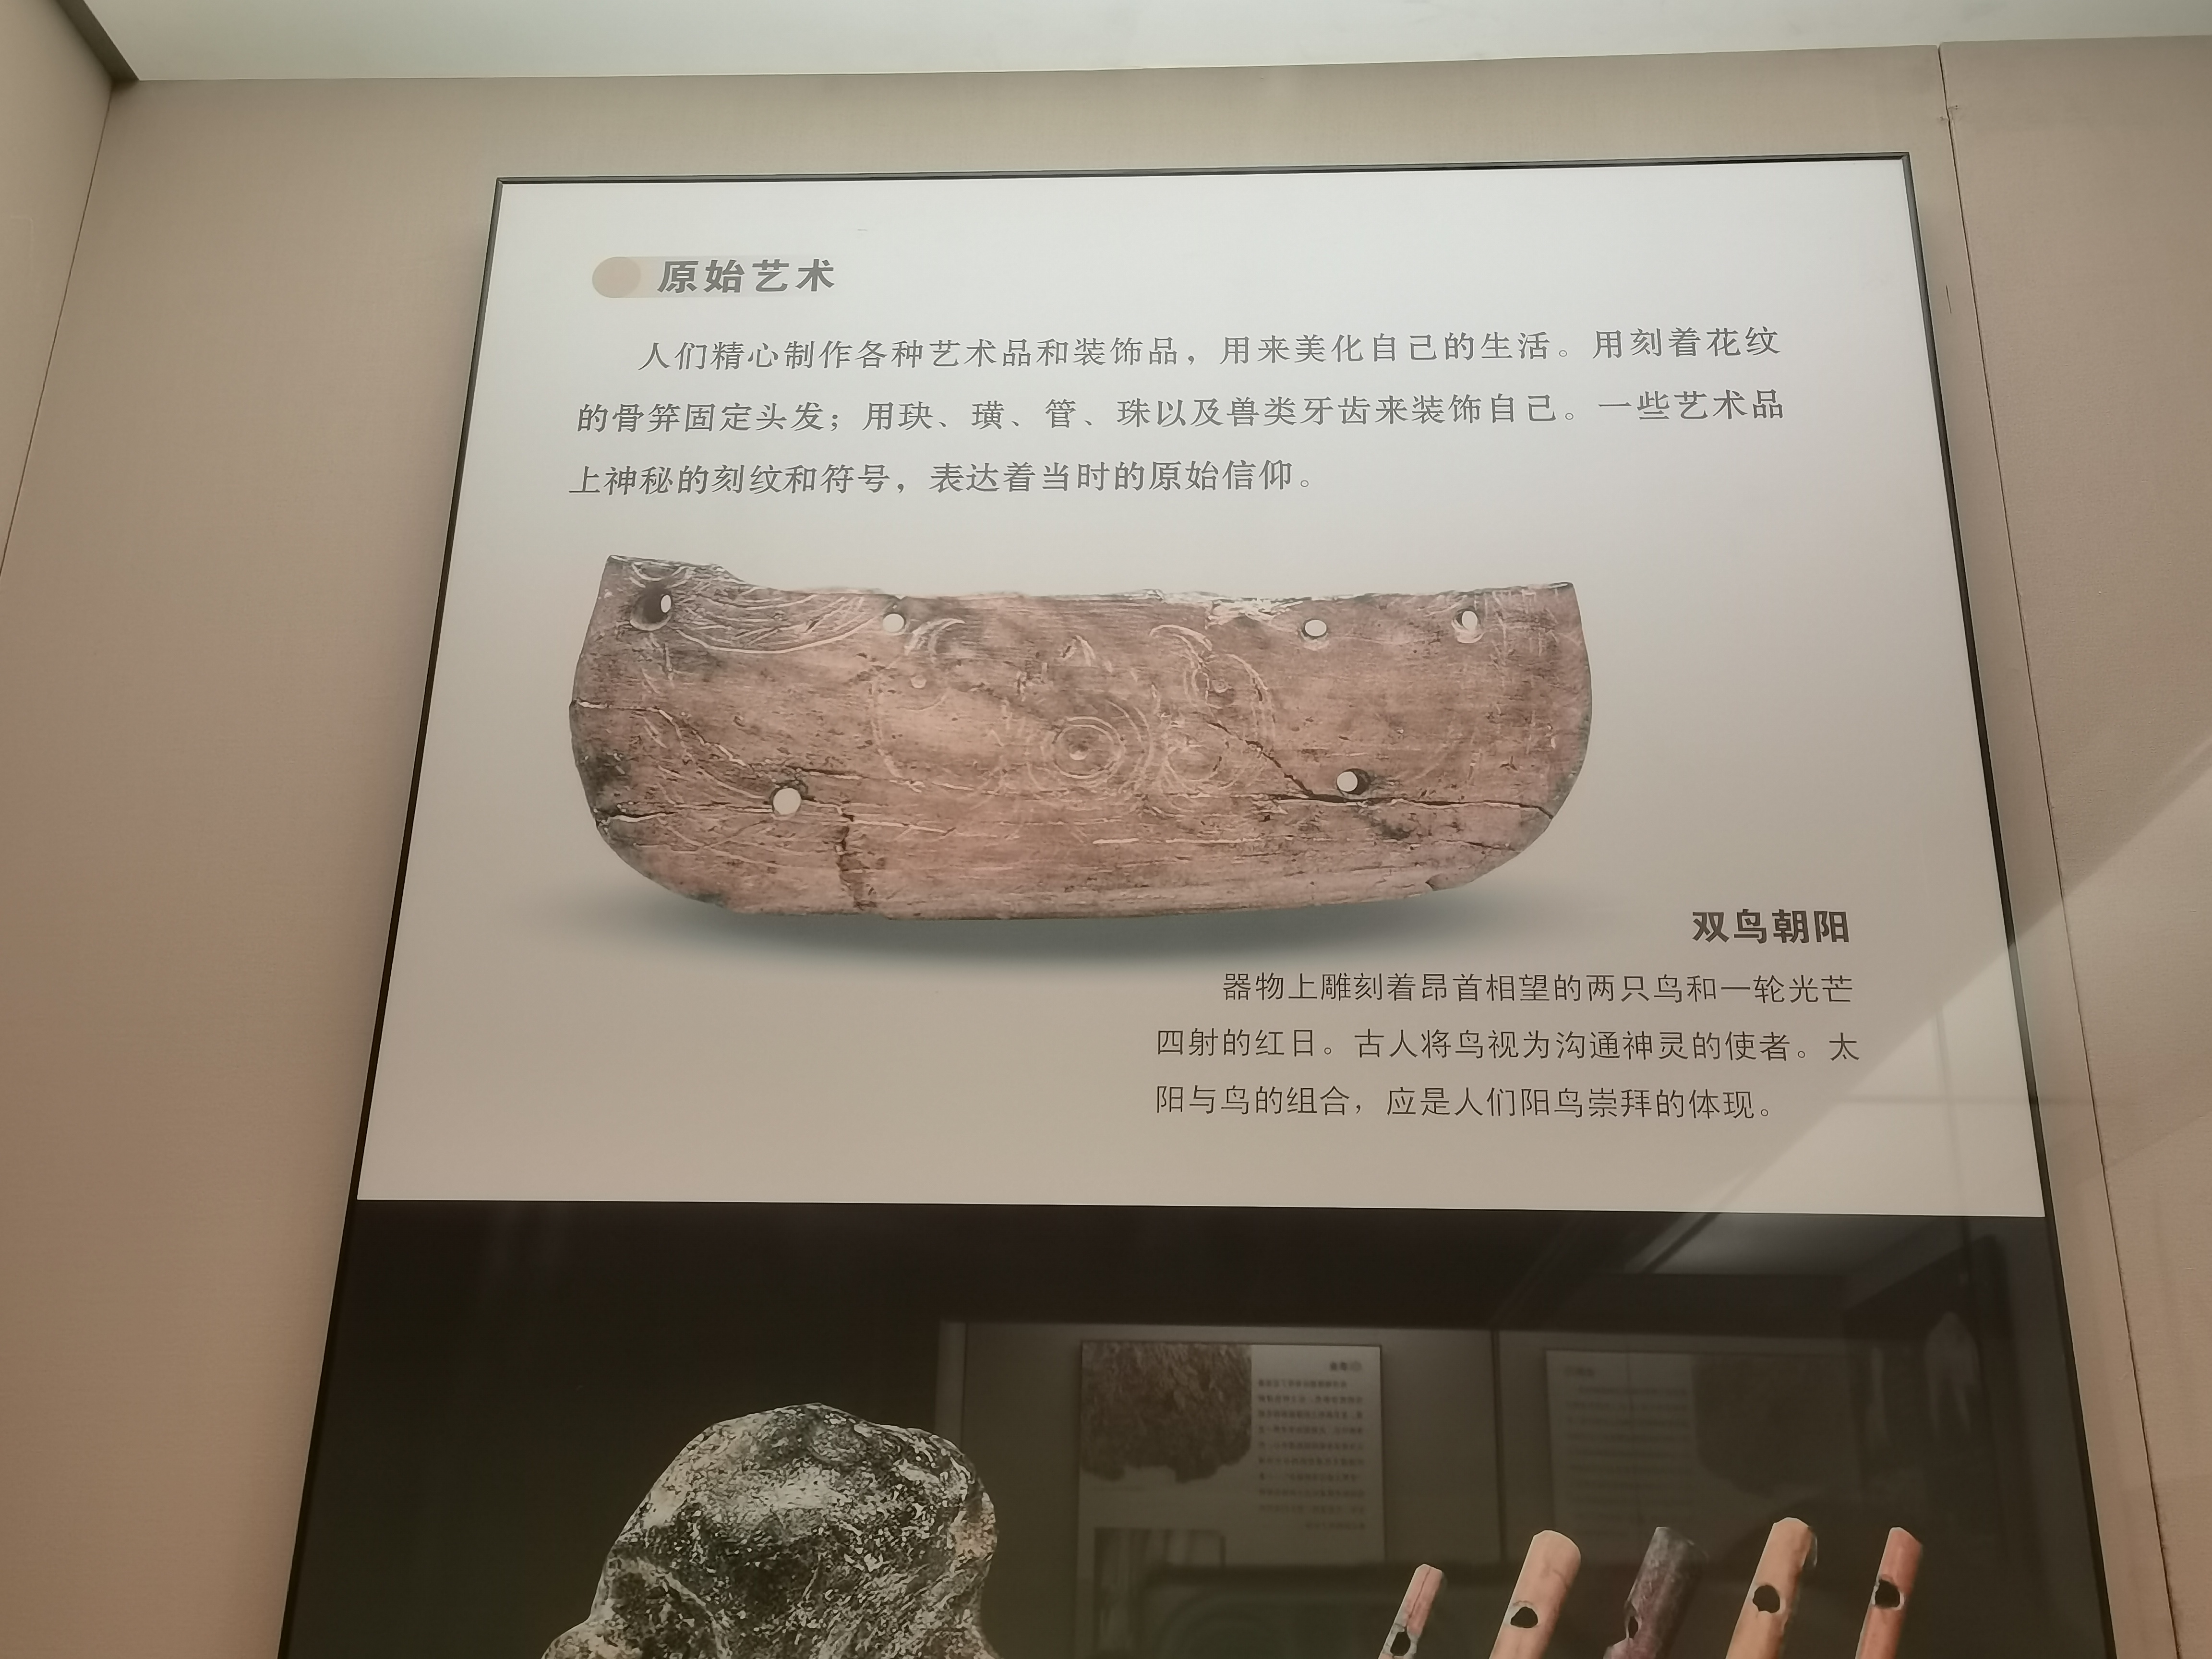 原始艺术
人们精心制作各种艺术品和装饰品，用来美化自己的生活。用刻着花纹
的骨笄固定头发；用玦、璜、管、珠以及兽类牙齿来装饰自己。一些艺术品
上神秘的刻纹和符号，表达着当时的原始信仰。
双鸟朝阳
器物上雕刻着昂首相望的两只鸟和一轮光芒
四射的红日。古人将鸟视为沟通神灵的使者。太
阳与鸟的组合，应是人们阳鸟崇拜的体现。